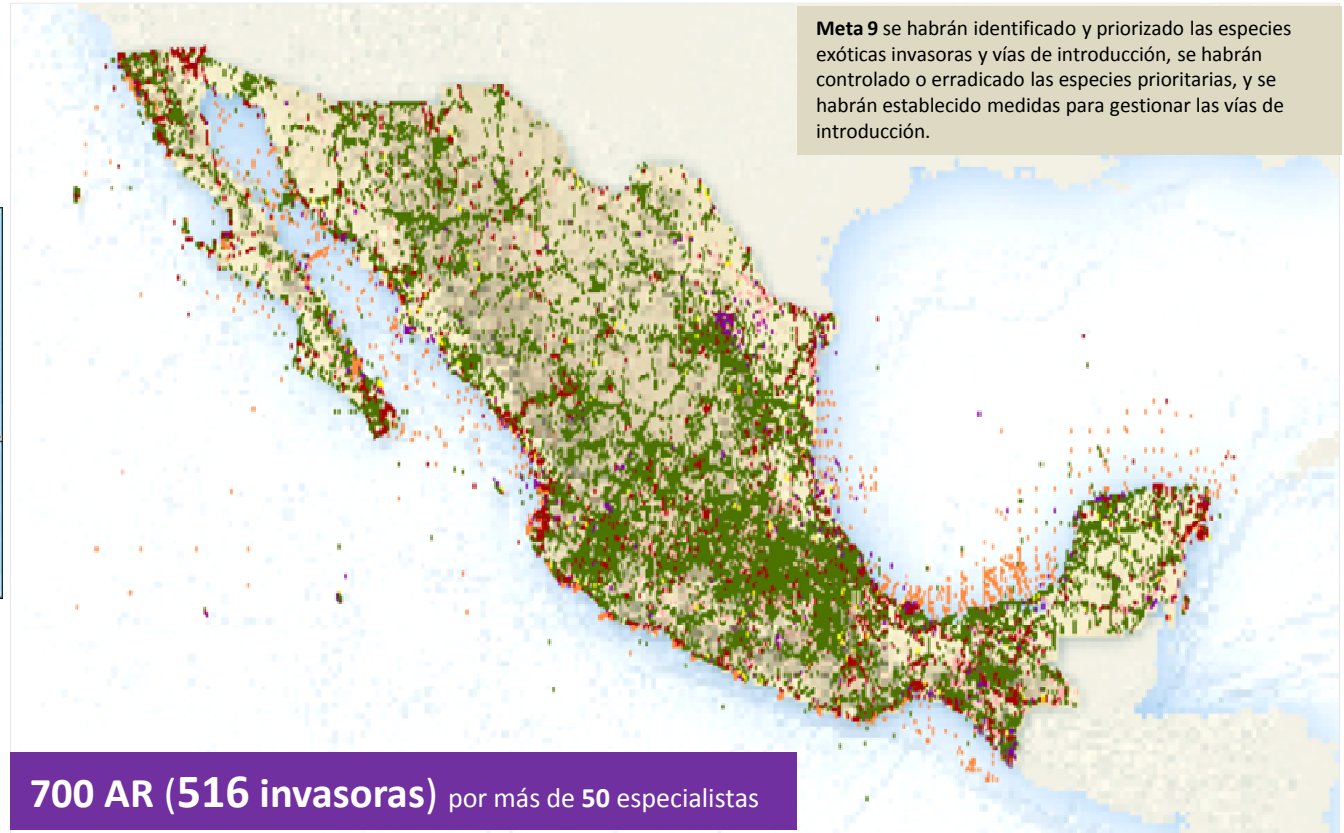 Meta 9 se habrán identificado y priorizado las especies
exóticas invasoras y vías de introducción, se habrán
controlado o erradicado las especies prioritarias, y se
habrán establecido medidas para gestionar las vías de
introducción.
700 AR (516 invasoras) por más de 50 especialistas